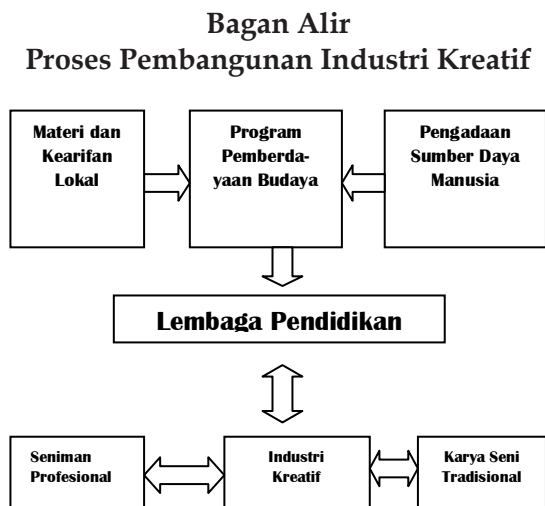 Bagan Alir
Proses Pembangunan Industri Kreatif
Materi dan
Kearifan
Lokal
Program
Pemberda-
yaan Budaya
Pengadaan
Sumber Daya
Manusia
Lembaga Pendidikan
Seniman
Profesional
Industri
Kreatif
Karya Seni
Tradisional